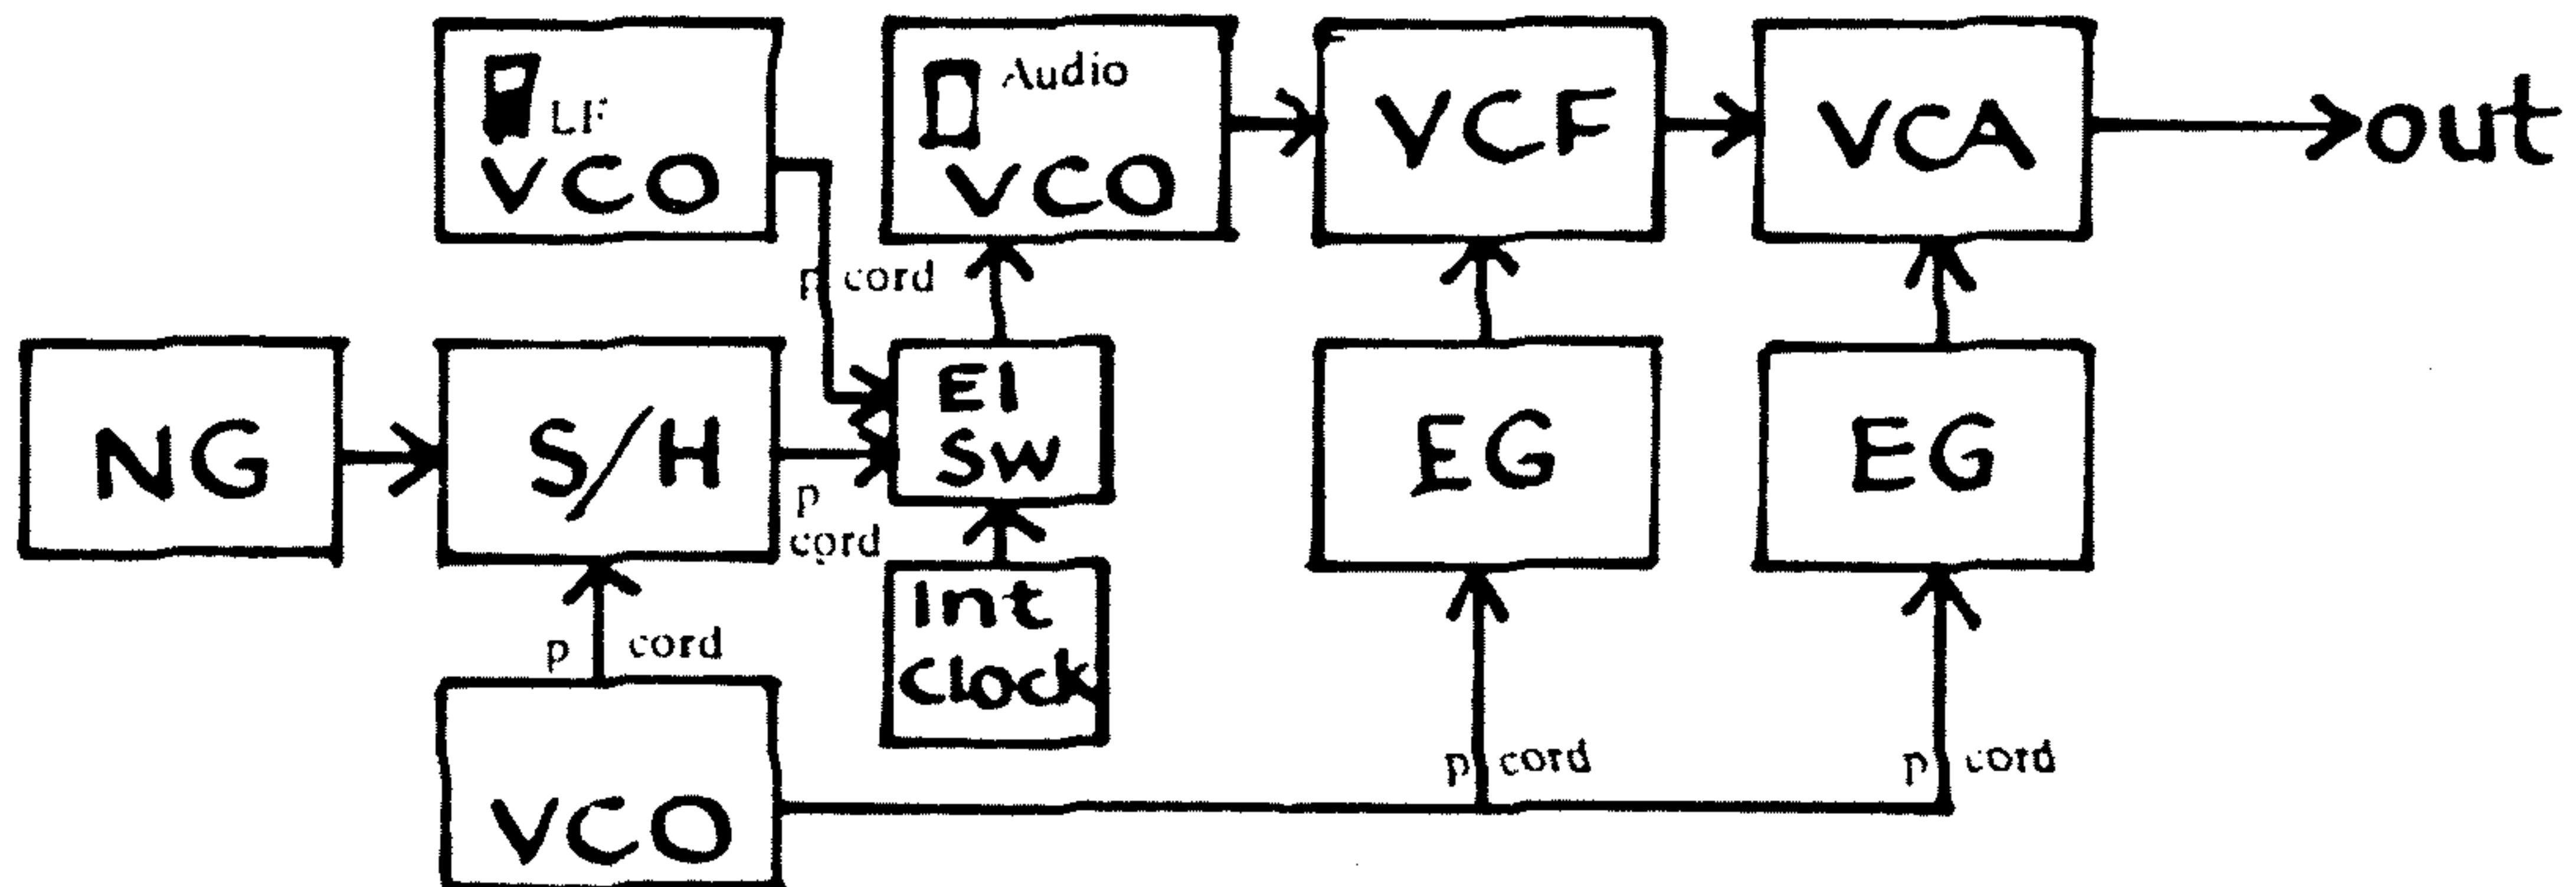 LF
VCO
Audio
VCO
VCF
VCA
out
p cord
NG
S/H
El
SW
EG
EG
p
cord
Int
Clock
p cord
VCO
p cord
p cord